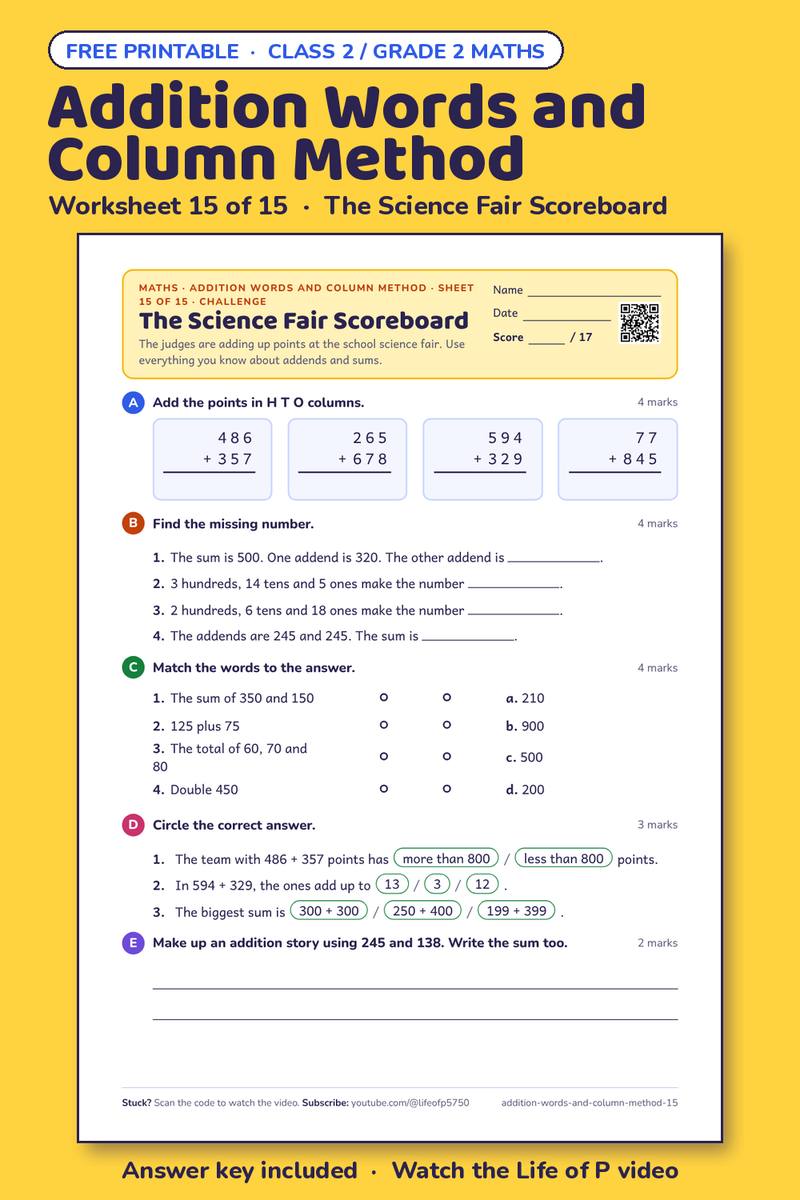 FREE PRINTABLE · CLASS 2 / GRADE 2 MATHS
Addition Words and
Column Method
Worksheet 15 of 15 · The Science Fair Scoreboard
MATHS · ADDITION WORDS AND COLUMN METHOD · SHEET
15 OF 15 · CHALLENGE
The Science Fair Scoreboard
The judges are adding up points at the school science fair. Use
everything you know about addends and sums.
Name
Date
Score / 17
A Add the points in H T O columns. 4 marks
486 265 594 77
+ 357 + 678 + 329 + 845
B Find the missing number. 4 marks
1. The sum is 500. One addend is 320. The other addend is .
2. 3 hundreds, 14 tens and 5 ones make the number .
3. 2 hundreds, 6 tens and 18 ones make the number .
4. The addends are 245 and 245. The sum is .
C Match the words to the answer. 4 marks
1. The sum of 350 and 150 a. 210
2. 125 plus 75 b. 900
3. The total of 60, 70 and
80 c. 500
4. Double 450 d. 200
D Circle the correct answer. 3 marks
1. The team with 486 + 357 points has more than 800 / less than 800 points.
2. In 594 + 329, the ones add up to 13 / 3 / 12 .
3. The biggest sum is 300 + 300 / 250 + 400 / 199 + 399 .
E Make up an addition story using 245 and 138. Write the sum too. 2 marks
Stuck? Scan the code to watch the video. Subscribe: youtube.com/@lifeofp5750 addition-words-and-column-method-15
Answer key included · Watch the Life of P video